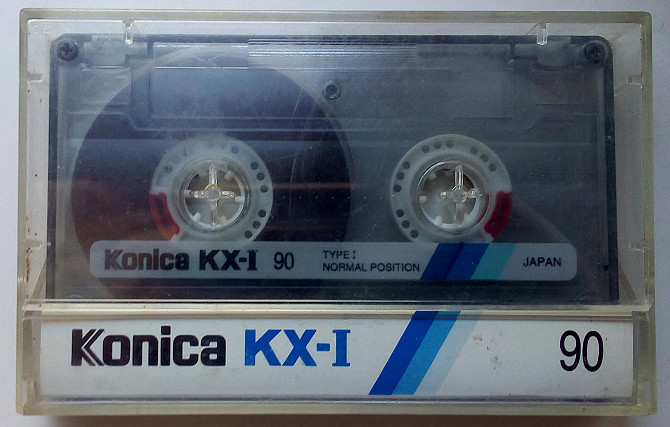 Konica KX-I 90 TYPE I JAPAN
NORMAL POSITION
Konica KX-I 90